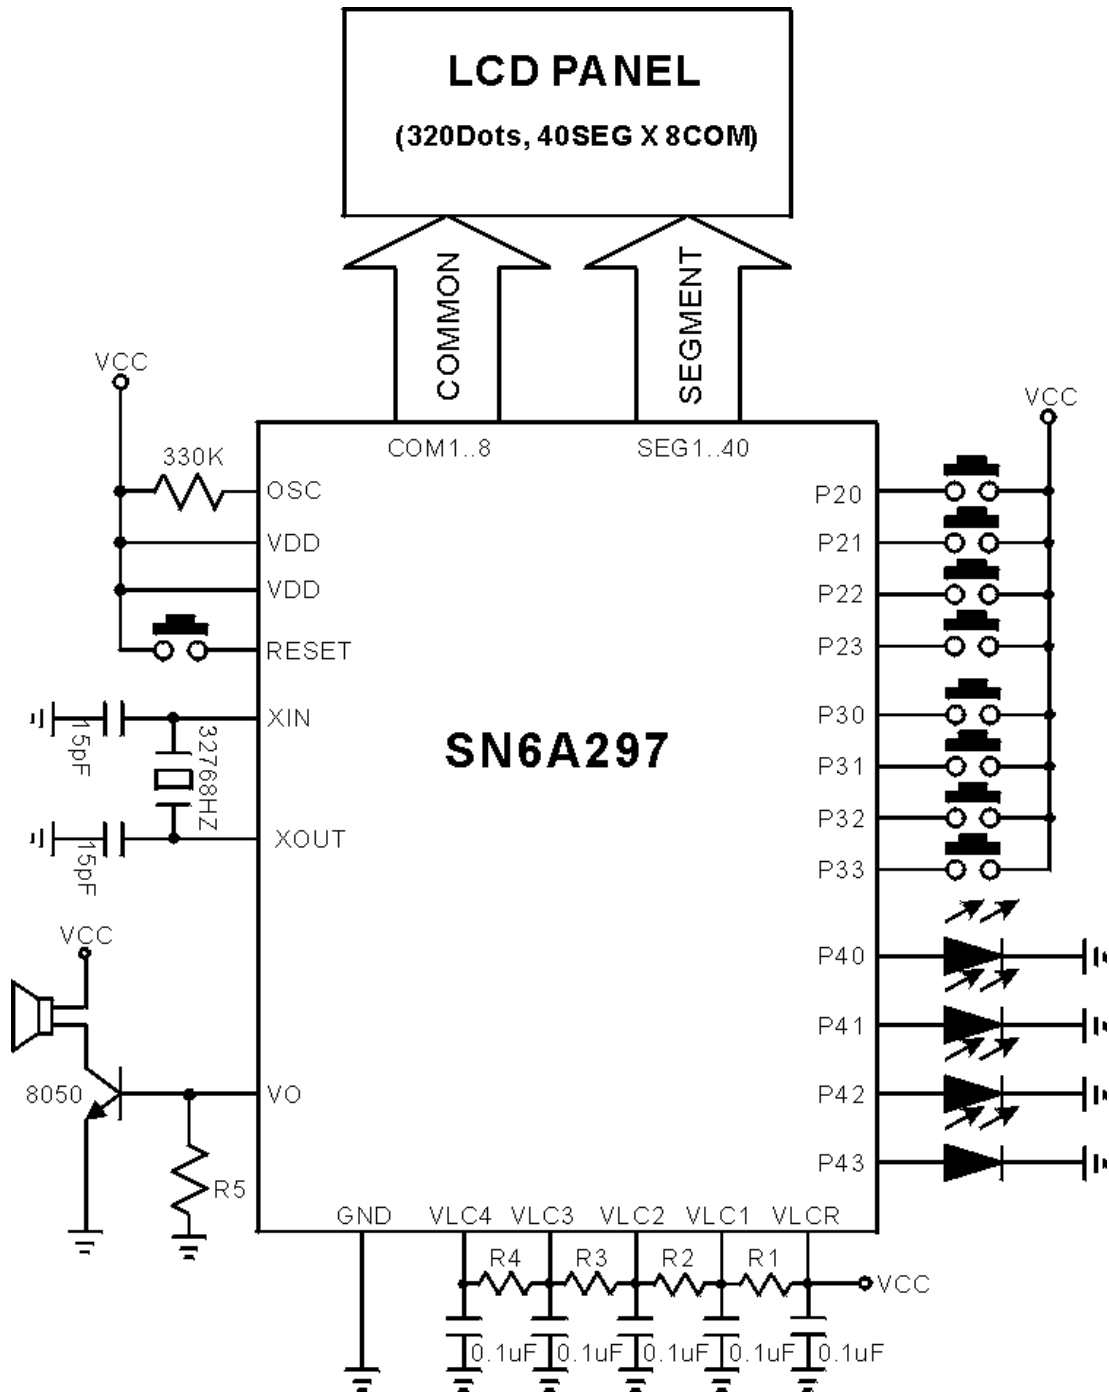 LCD PANEL
(320Dots, 40SEG X 8COM)
COMMON
SEGMENT
VCC
VCC
COM1..8
SEG1..40
330K
OSC
P20
VDD
P21
VDD
P22
RESET
P23
XIN
P30
15pF
32768HZ
SN6A297
P31
XOUT
P32
15pF
P33
VCC
P40
P41
8050
VO
P42
R5
P43
GND
VLC4
VLC3
VLC2
VLC1
VLCR
R4
R3
R2
R1
VCC
0.1uF
0.1uF
0.1uF
0.1uF
0.1uF